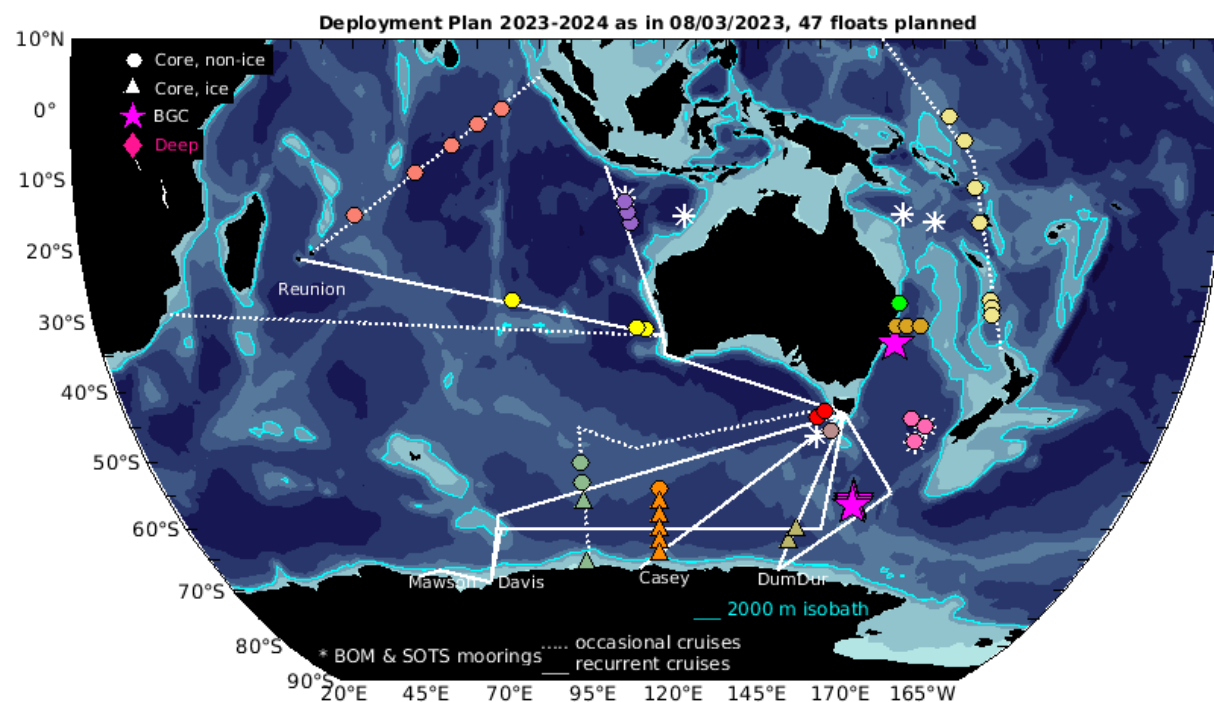 Deployment Plan 2023-2024 as in 08/03/2023, 47 floats planned
10°N
Core, non-ice
Core, ice
BGC
Deep
0°
10°S
20°S
Reunion
30°S
40°S
50°S
60°S
70°S
Mawson
Davis
Casey
DumDur
___ 2000 m isobath
80°S
* BOM & SOTS moorings
..... occasional cruises
___ recurrent cruises
90°S
20°E 45°E 70°E 95°E 120°E 145°E 170°E 165°W